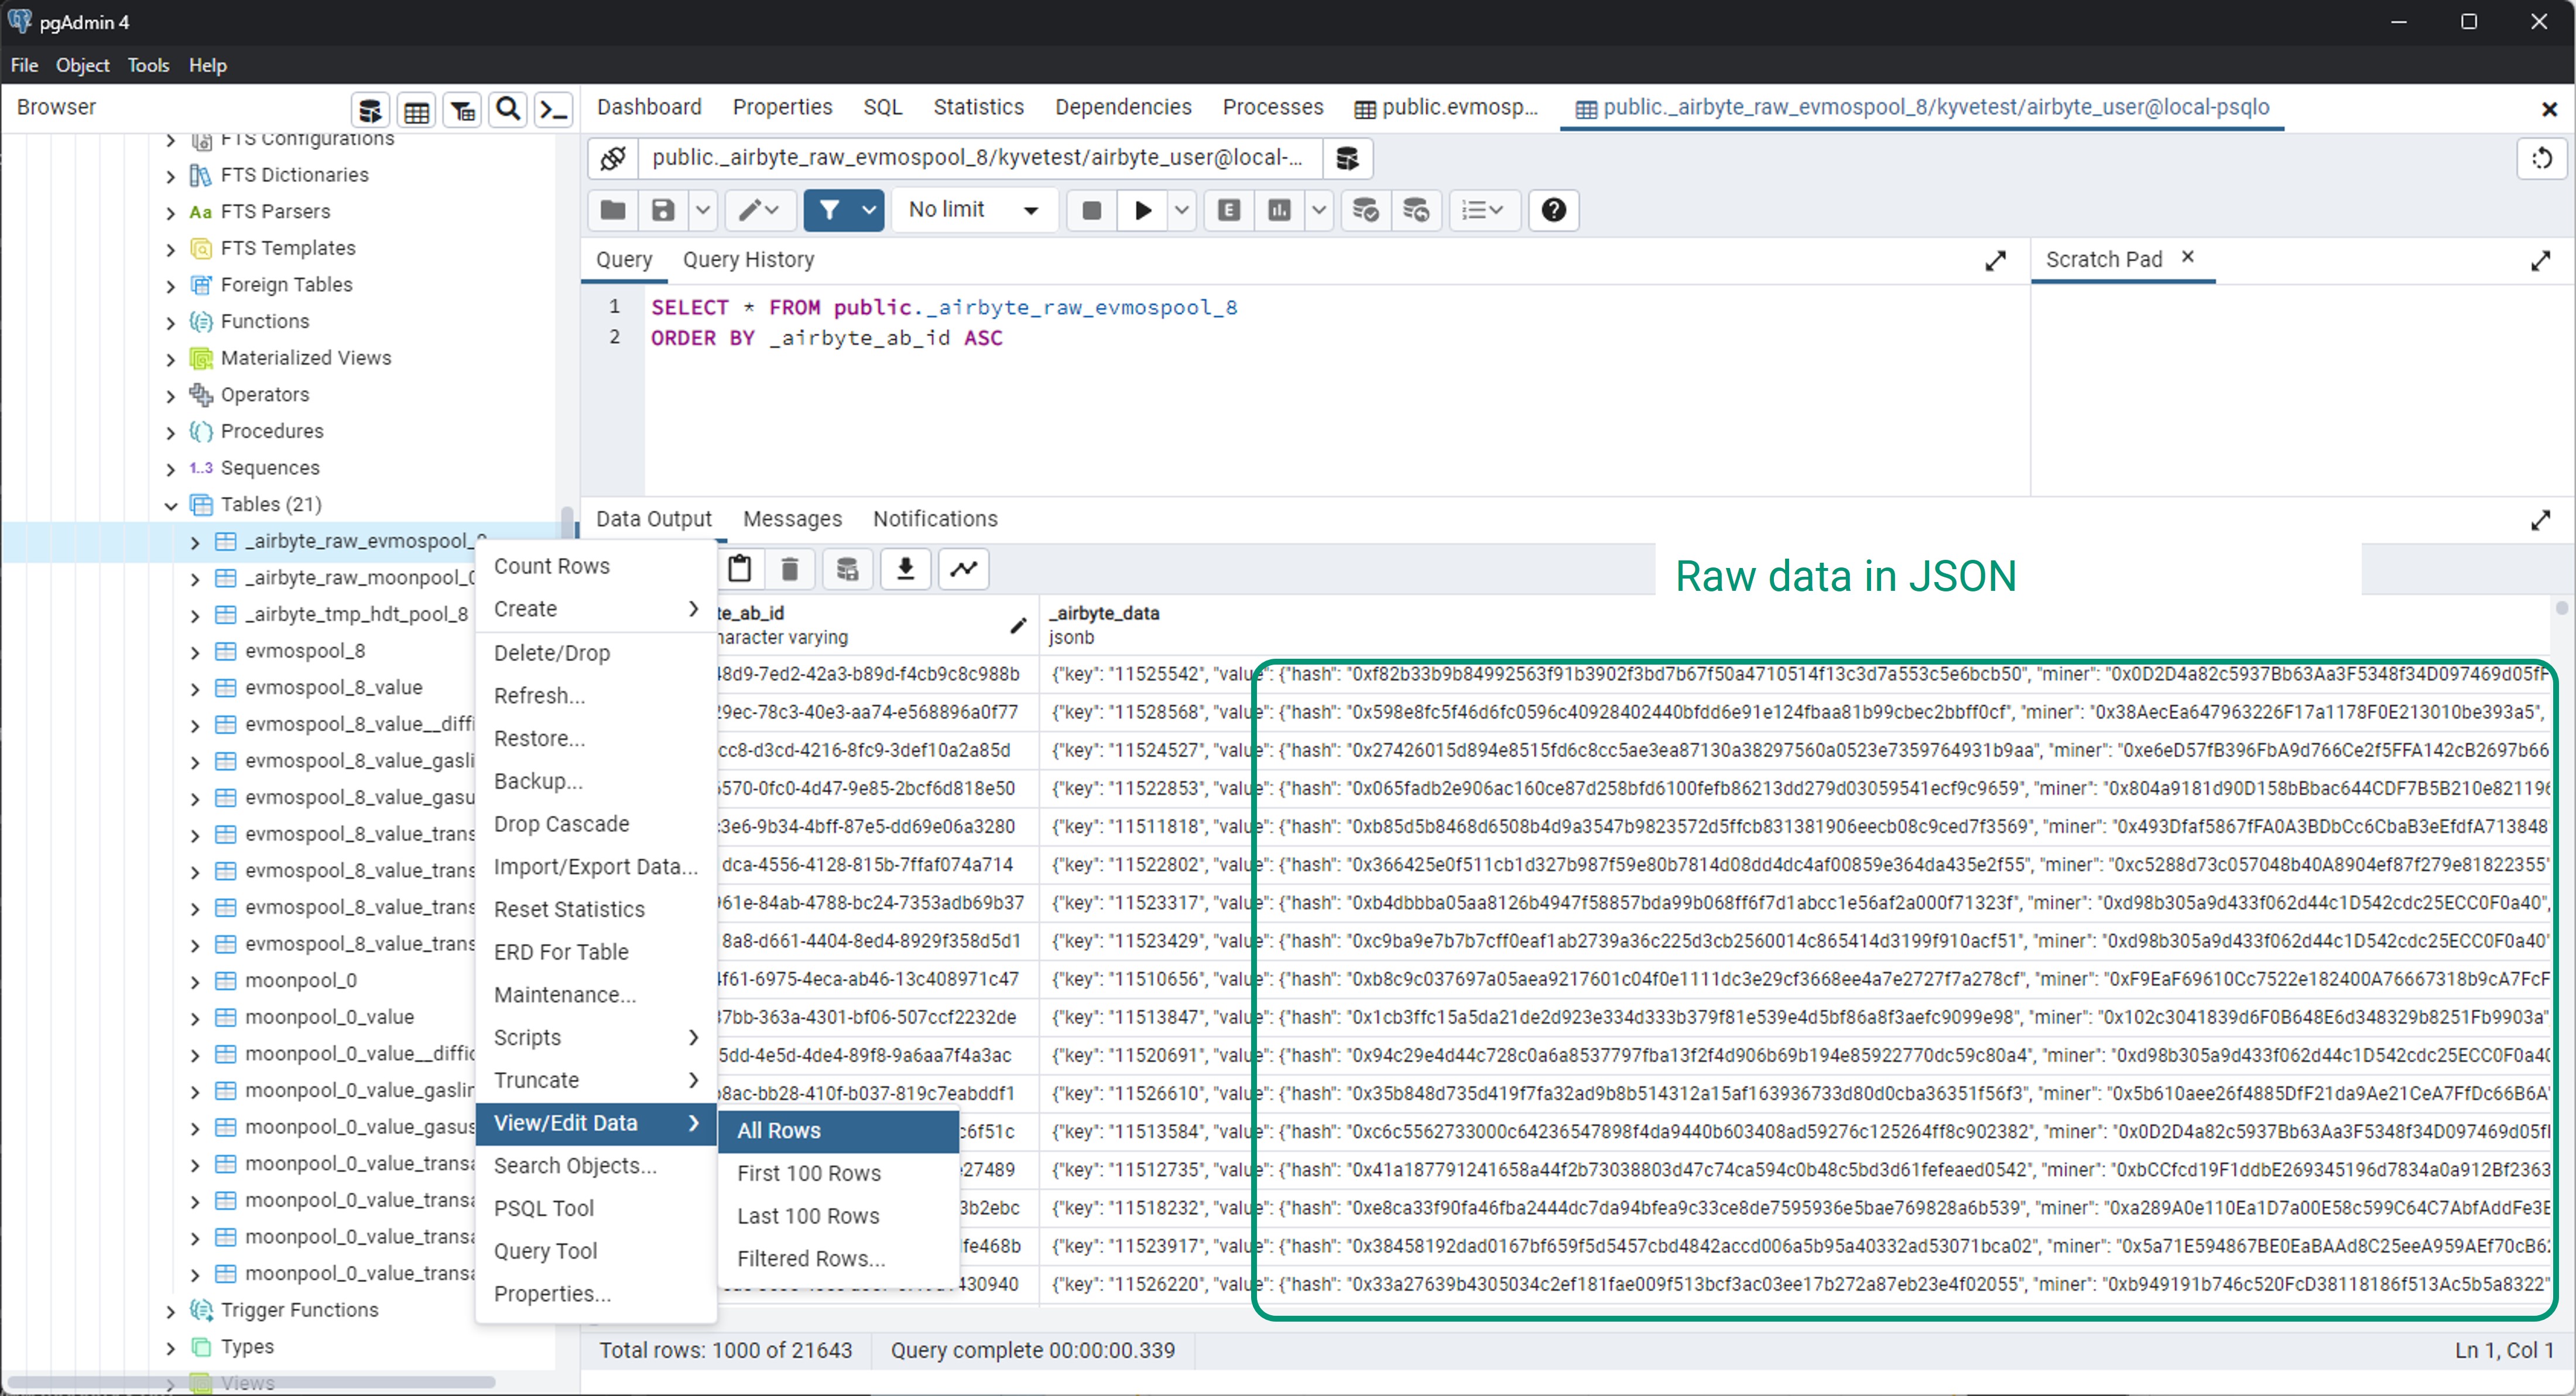 pgAdmin 4
File Object Tools Help
Browser
Dashboard Properties SQL Statistics Dependencies Processes public.evmosp... public._airbyte_raw_evmospool_8/kyvetest/airbyte_user@local-psqlo
public._airbyte_raw_evmospool_8/kyvetest/airbyte_user@local-...
No limit
Query Query History
Scratch Pad
1 SELECT * FROM public._airbyte_raw_evmospool_8
2 ORDER BY _airbyte_ab_id ASC
FTS Configurations
FTS Dictionaries
Aa FTS Parsers
FTS Templates
Foreign Tables
Functions
Materialized Views
Operators
Procedures
1..3 Sequences
Tables (21)
_airbyte_raw_evmospool_
_airbyte_raw_moonpool_0
_airbyte_tmp_hdt_pool_8
evmospool_8
evmospool_8_value
evmospool_8_value__diffi
evmospool_8_value_gasli
evmospool_8_value_gasu
evmospool_8_value_trans
evmospool_8_value_trans
evmospool_8_value_trans
evmospool_8_value_trans
moonpool_0
moonpool_0_value
moonpool_0_value__diffic
moonpool_0_value_gaslir
moonpool_0_value_gasus
moonpool_0_value_transa
moonpool_0_value_transa
moonpool_0_value_transa
moonpool_0_value_transa
Trigger Functions
Types
Views
Count Rows
Create
Delete/Drop
Refresh...
Restore...
Backup...
Drop Cascade
Import/Export Data...
Reset Statistics
ERD For Table
Maintenance...
Scripts
Truncate
View/Edit Data
Search Objects...
PSQL Tool
Query Tool
Properties...
All Rows
First 100 Rows
Last 100 Rows
Filtered Rows...
Data Output Messages Notifications
Raw data in JSON
te_ab_id _airbyte_data
haracter varying jsonb
48d9-7ed2-42a3-b89d-f4cb9c8c988b {"key": "11525542", "value": {"hash": "0xf82b33b9b84992563f91b3902f3bd7b67f50a4710514f13c3d7a553c5e6bcb50", "miner": "0x0D2D4a82c5937Bb63Aa3F5348f34D097469d05fF
29ec-78c3-40e3-aa74-e568896a0f77 {"key": "11528568", "value": {"hash": "0x598e8fc5f46d6fc0596c40928402440bfdd6e91e124fbaa81b99cbec2bbff0cf", "miner": "0x38AecEa647963226F17a1178F0E213010be393a5",
cc8-d3cd-4216-8fc9-3def10a2a85d {"key": "11524527", "value": {"hash": "0x27426015d894e8515fd6c8cc5ae3ea87130a38297560a0523e7359764931b9aa", "miner": "0xe6eD57fB396FbA9d766Ce2f5FFA142cB2697b66
6570-0fc0-4d47-9e85-2bcf6d818e50 {"key": "11522853", "value": {"hash": "0x065fadb2e906ac160ce87d258bfd6100fefb86213dd279d03059541ecf9c9659", "miner": "0x804a9181d90D158bBbac644CDF7B5B210e821196
:3e6-9b34-4bff-87e5-dd69e06a3280 {"key": "11511818", "value": {"hash": "0xb85d5b8468d6508b4d9a3547b9823572d5ffcb831381906eecb08c9ced7f3569", "miner": "0x493Dfaf5867fFA0A3BDbCc6CbaB3eEfdfA713848
dca-4556-4128-815b-7ffaf074a714 {"key": "11522802", "value": {"hash": "0x366425e0f511cb1d327b987f59e80b7814d08dd4dc4af00859e364da435e2f55", "miner": "0xc5288d73c057048b40A8904ef87f279e81822355"
961e-84ab-4788-bc24-7353adb69b37 {"key": "11523317", "value": {"hash": "0xb4dbbba05aa8126b4947f58857bda99b068ff6f7d1abcc1e56af2a000f71323f", "miner": "0xd98b305a9d433f062d44c1D542cdc25ECC0F0a40",
8a8-d661-4404-8ed4-8929f358d5d1 {"key": "11523429", "value": {"hash": "0xc9ba9e7b7b7cff0eaf1ab2739a36c225d3cb2560014c865414d3199f910acf51", "miner": "0xd98b305a9d433f062d44c1D542cdc25ECC0F0a40"
4f61-6975-4eca-ab46-13c408971c47 {"key": "11510656", "value": {"hash": "0xb8c9c037697a05aea9217601c04f0e1111dc3e29cf3668ee4a7e2727f7a278cf", "miner": "0xF9EaF69610Cc7522e182400A76667318b9cA7FcF
37bb-363a-4301-bf06-507ccf2232de {"key": "11513847", "value": {"hash": "0x1cb3ffc15a5da21de2d923e334d333b379f81e539e4d5bf86a8f3aefc9099e98", "miner": "0x102c3041839d6F0B648E6d348329b8251Fb9903a"
5dd-4e5d-4de4-89f8-9a6aa7f4a3ac {"key": "11520691", "value": {"hash": "0x94c29e4d44c728c0a6a8537797fba13f2f4d906b69b194e85922770dc59c80a4", "miner": "0xd98b305a9d433f062d44c1D542cdc25ECC0F0a40
b8ac-bb28-410f-b037-819c7eabddf1 {"key": "11526610", "value": {"hash": "0x35b848d735d419f7fa32ad9b8b514312a15af163936733d80d0cba36351f56f3", "miner": "0x5b610aee26f4885DfF21da9Ae21CeA7FfDc66B6A"
c6f51c {"key": "11513584", "value": {"hash": "0xc6c5562733000c64236547898f4da9440b603408ad59276c125264ff8c902382", "miner": "0x0D2D4a82c5937Bb63Aa3F5348f34D097469d05fl
27489 {"key": "11512735", "value": {"hash": "0x41a187791241658a44f2b73038803d47c74ca594c0b48c5bd3d61fefeaed0542", "miner": "0xbCCfcd19F1ddbE269345196d7834a0a912Bf2363
3b2ebc {"key": "11518232", "value": {"hash": "0xe8ca33f90fa46fba2444dc7da94bfea9c33ce8de7595936e5bae769828a6b539", "miner": "0xa289A0e110Ea1D7a00E58c599C64C7AbfAddFe3E
fe468b {"key": "11523917", "value": {"hash": "0x38458192dad0167bf659f5d5457cbd4842accd006a5b95a40332ad53071bca02", "miner": "0x5a71E594867BE0EaBAAd8C25eeA959AEf70cB62
430940 {"key": "11526220", "value": {"hash": "0x33a27639b4305034c2ef181fae009f513bcf3ac03ee17b272a87eb23e4f02055", "miner": "0xb949191b746c520FcD38118186f513Ac5b5a8322"
Total rows: 1000 of 21643 Query complete 00:00:00.339 Ln 1, Col 1